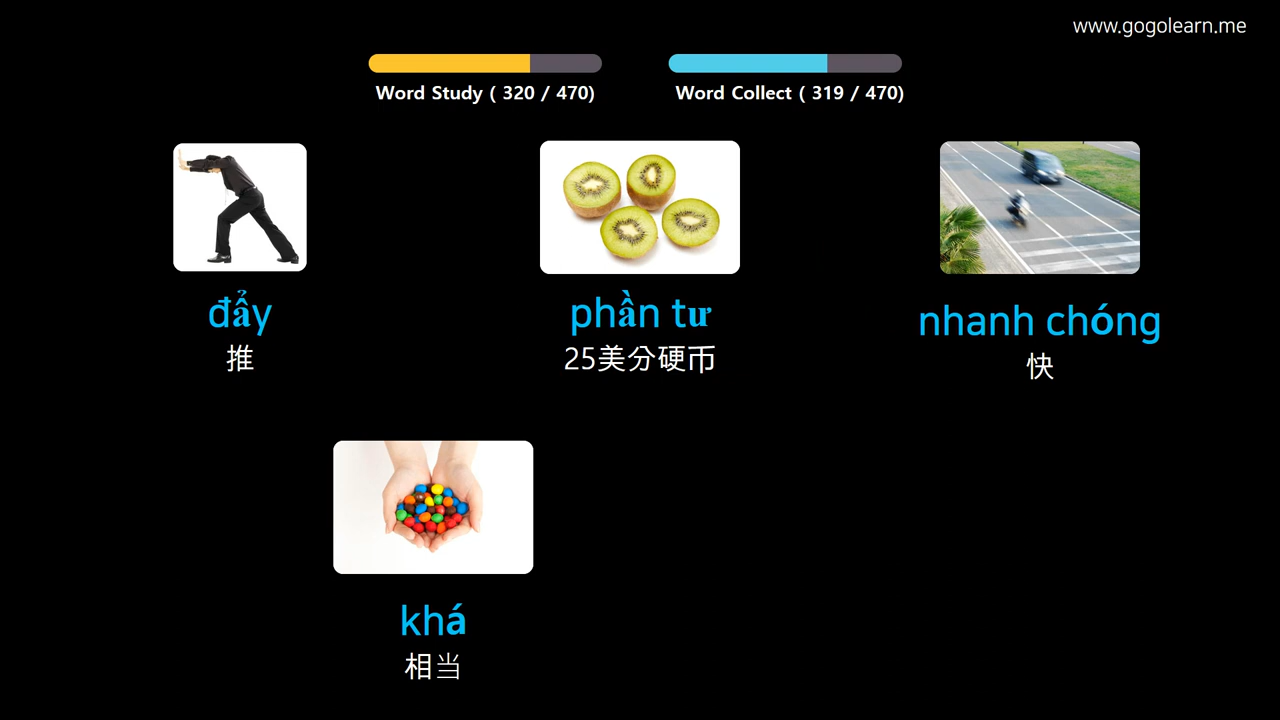 www.gogolearn.me
Word Study ( 320 / 470)
Word Collect ( 319 / 470)
đẩy
推
phần tư
25美分硬币
nhanh chóng
快
khá
相当